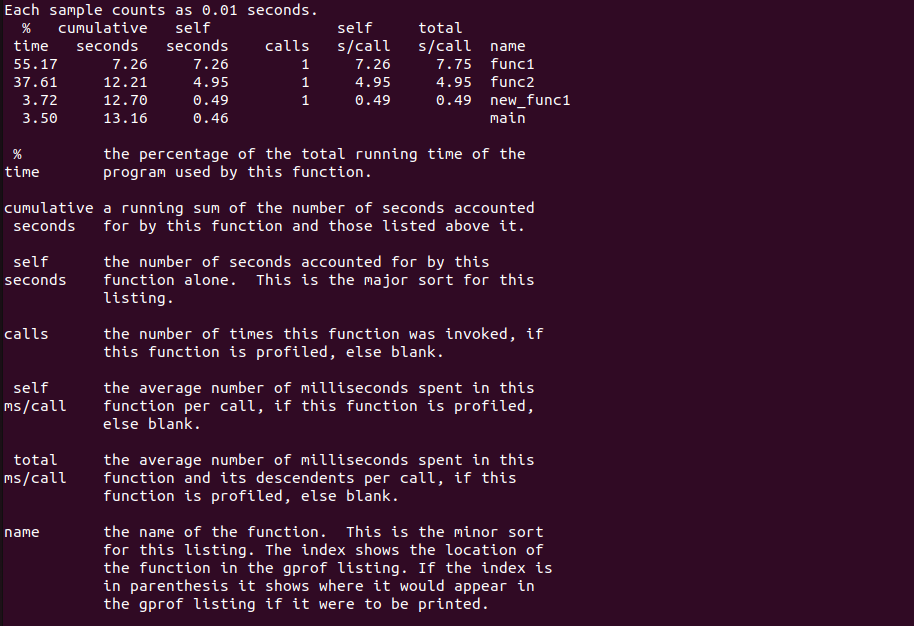 Each sample counts as 0.01 seconds.
  %   cumulative   self              self     total
 time   seconds   seconds    calls   s/call   s/call  name
 55.17      7.26     7.26        1     7.26     7.75  func1
 37.61     12.21     4.95        1     4.95     4.95  func2
  3.72     12.70     0.49        1     0.49     0.49  new_func1
  3.50     13.16     0.46                             main

 %         the percentage of the total running time of the
time       program used by this function.

cumulative a running sum of the number of seconds accounted
 seconds   for by this function and those listed above it.

 self      the number of seconds accounted for by this
seconds    function alone.  This is the major sort for this
           listing.

calls      the number of times this function was invoked, if
           this function is profiled, else blank.

 self      the average number of milliseconds spent in this
ms/call    function per call, if this function is profiled,
           else blank.

 total     the average number of milliseconds spent in this
ms/call    function and its descendents per call, if this
           function is profiled, else blank.

name       the name of the function.  This is the minor sort
           for this listing. The index shows the location of
           the function in the gprof listing. If the index is
           in parenthesis it shows where it would appear in
           the gprof listing if it were to be printed.